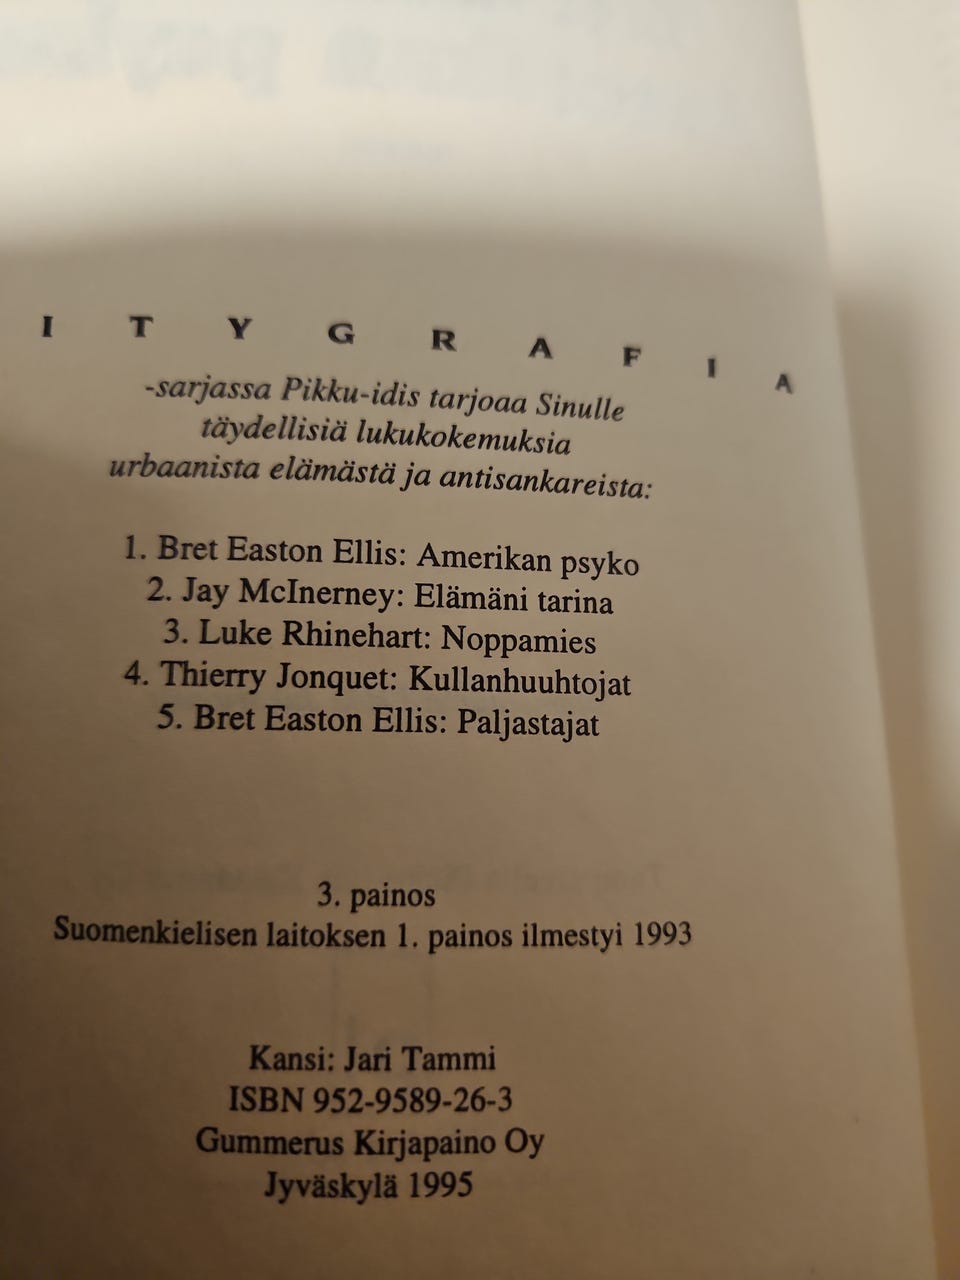 I T Y G R A F I A
-sarjassa Pikku-idis tarjoaa Sinulle
täydellisiä lukukokemuksia
urbaanista elämästä ja antisankareista:
1. Bret Easton Ellis: Amerikan psyko
2. Jay McInerney: Elämäni tarina
3. Luke Rhinehart: Noppamies
4. Thierry Jonquet: Kullanhuuhtojat
5. Bret Easton Ellis: Paljastajat
3. painos
Suomenkielisen laitoksen 1. painos ilmestyi 1993
Kansi: Jari Tammi
ISBN 952-9589-26-3
Gummerus Kirjapaino Oy
Jyväskylä 1995